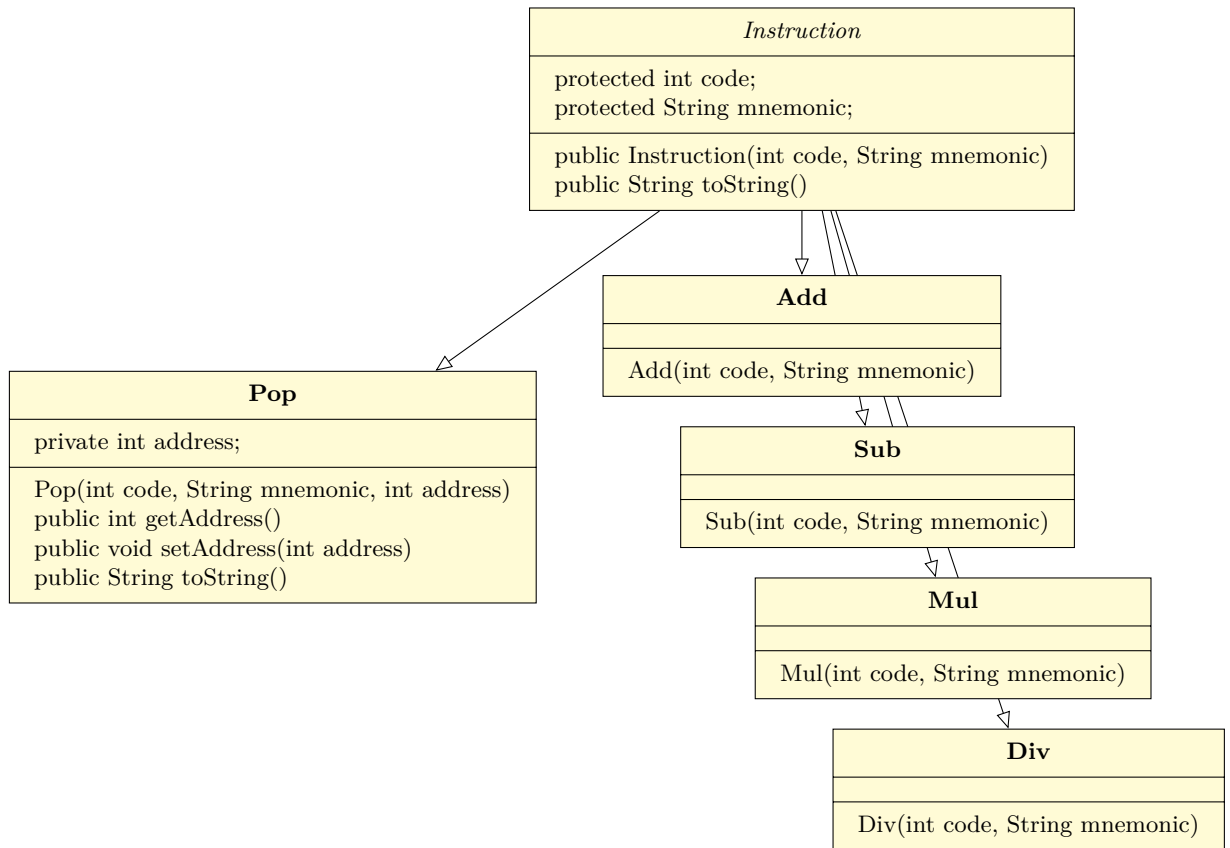 Instruction
protected int code;
protected String mnemonic;
public Instruction(int code, String mnemonic)
public String toString()
Add
Add(int code, String mnemonic)
Pop
private int address;
Pop(int code, String mnemonic, int address)
public int getAddress()
public void setAddress(int address)
public String toString()
Sub
Sub(int code, String mnemonic)
Mul
Mul(int code, String mnemonic)
Div
Div(int code, String mnemonic)